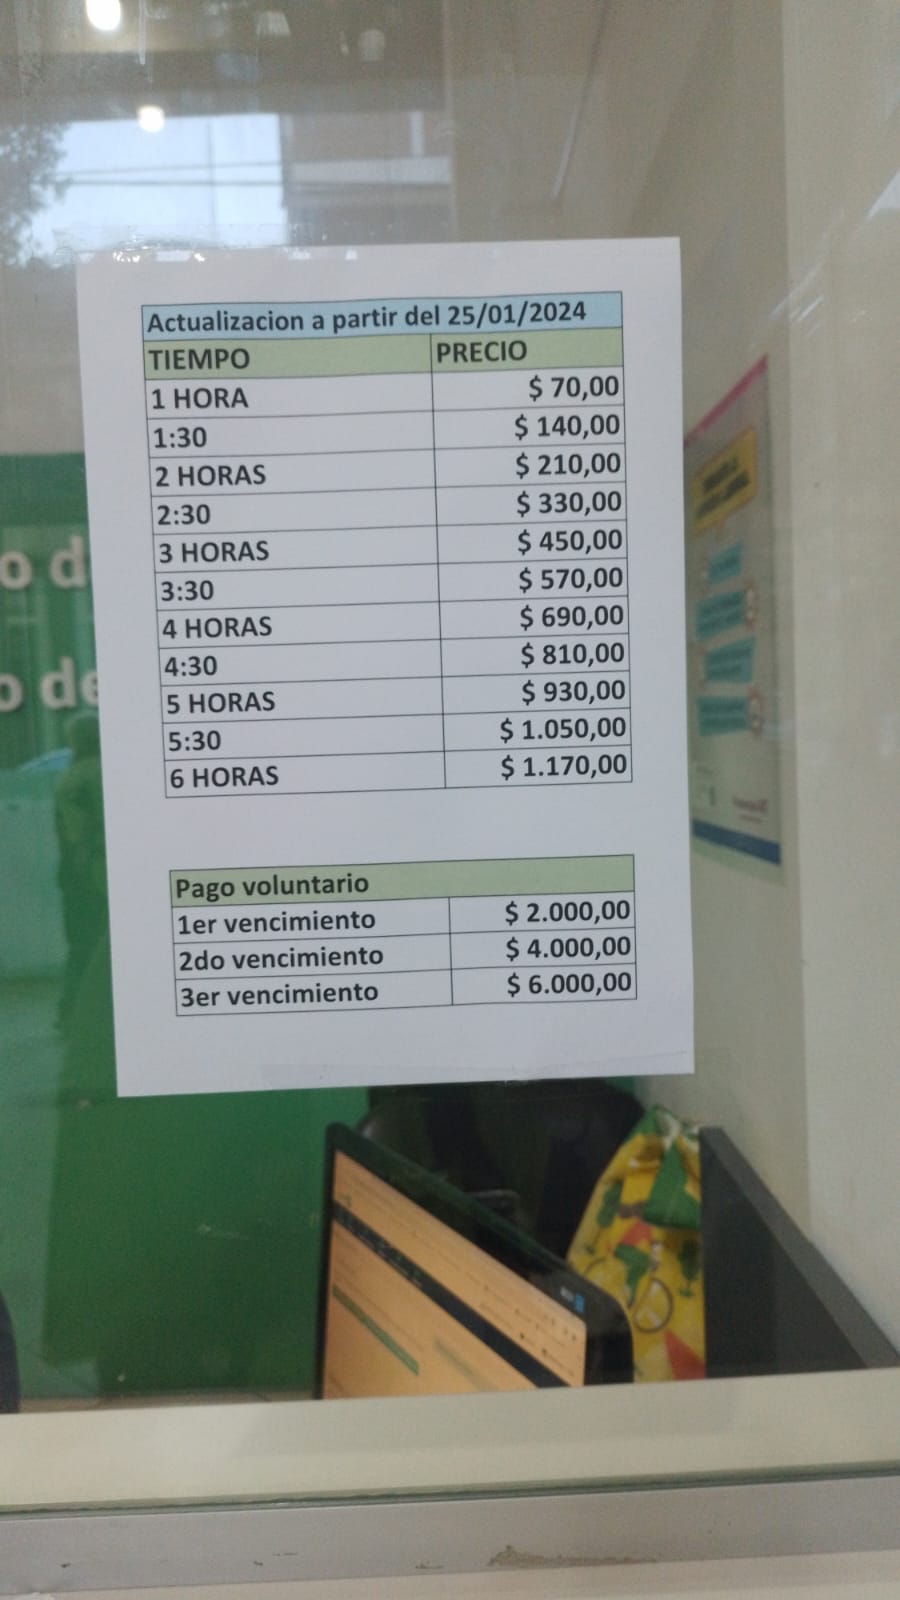 Actualizacion a partir del 25/01/2024
TIEMPO PRECIO
1 HORA $ 70,00
1:30 $ 140,00
2 HORAS $ 210,00
2:30 $ 330,00
3 HORAS $ 450,00
3:30 $ 570,00
4 HORAS $ 690,00
4:30 $ 810,00
5 HORAS $ 930,00
5:30 $ 1.050,00
6 HORAS $ 1.170,00
Pago voluntario
1er vencimiento $ 2.000,00
2do vencimiento $ 4.000,00
3er vencimiento $ 6.000,00
o d
o de